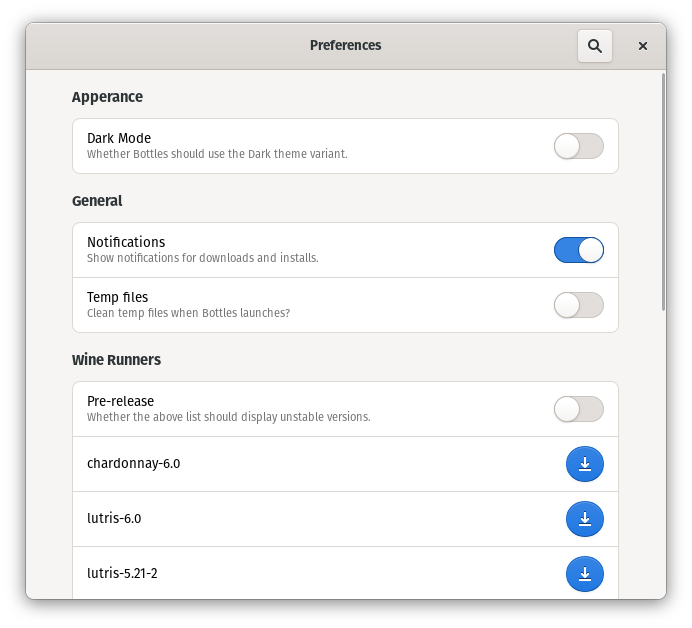 Preferences
Apperance
Dark Mode
Whether Bottles should use the Dark theme variant.
General
Notifications
Show notifications for downloads and installs.
Temp files
Clean temp files when Bottles launches?
Wine Runners
Pre-release
Whether the above list should display unstable versions.
chardonnay-6.0
lutris-6.0
lutris-5.21-2